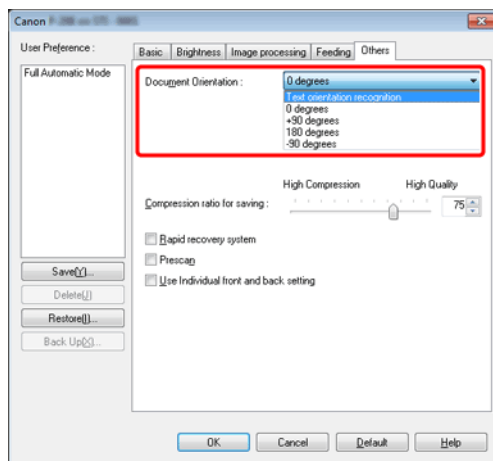 Canon
User Preference :
Full Automatic Mode
Save(Y)...
Delete(J)
Restore(I)...
Back Up(X)...
Basic
Brightness
Image processing
Feeding
Others
Document Orientation :
0 degrees
Text orientation recognition
0 degrees
+90 degrees
180 degrees
-90 degrees
High Compression
High Quality
Compression ratio for saving :
75
Rapid recovery system
Prescan
Use Individual front and back setting
OK
Cancel
Default
Help